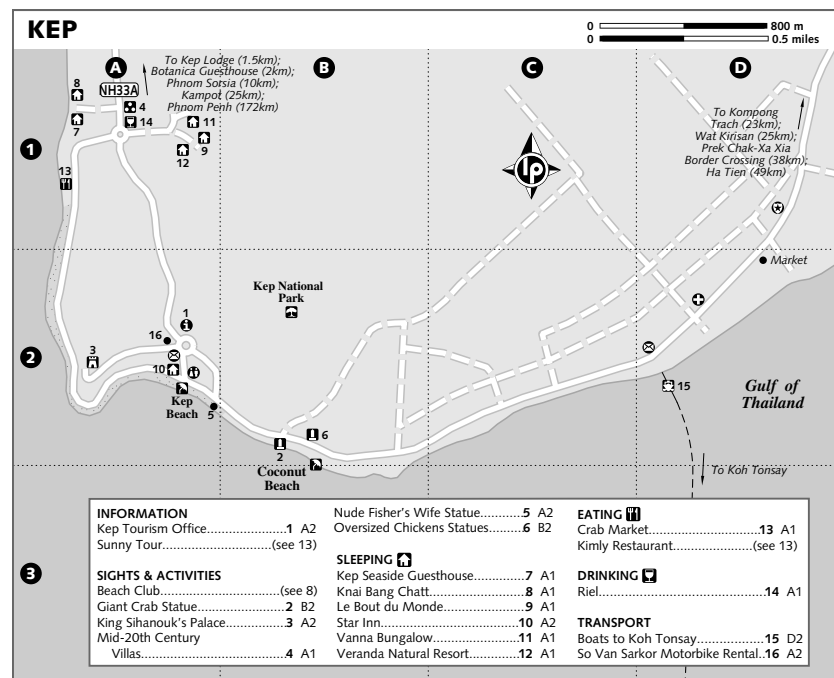 KEP
0 800 m
0 0.5 miles
A
B
C
D
To Kep Lodge (1.5km);
Botanica Guesthouse (2km);
Phnom Sorsia (10km);
Kampot (25km);
Phnom Penh (172km)
8
NH33A
4
14
11
7
9
12
13
1
lp
To Kompong
Trach (23km);
Wat Kirisan (25km);
Prek Chak-Xa Xia
Border Crossing (38km);
Ha Tien (49km)
Market
Kep National
Park
1
16
2
3
10
Kep
Beach
5
6
2
Coconut
Beach
15
Gulf of
Thailand
To Koh Tonsay
3
INFORMATION
Kep Tourism Office..............................1 A2
Sunny Tour........................(see 13)
SIGHTS & ACTIVITIES
Beach Club............................(see 8)
Giant Crab Statue.....................2 B2
King Sihanouk's Palace............3 A2
Mid-20th Century
Villas.................................4 A1
Nude Fisher's Wife Statue............5 A2
Oversized Chickens Statues...........6 B2
SLEEPING
Kep Seaside Guesthouse..........7 A1
Knai Bang Chatt.......................8 A1
Le Bout du Monde...................9 A1
Star Inn.................................10 A2
Vanna Bungalow.....................11 A1
Veranda Natural Resort...........12 A1
EATING
Crab Market..........................13 A1
Kimly Restaurant................(see 13)
DRINKING
Riel......................................14 A1
TRANSPORT
Boats to Koh Tonsay.............15 D2
So Van Sarkor Motorbike Rental..16 A2